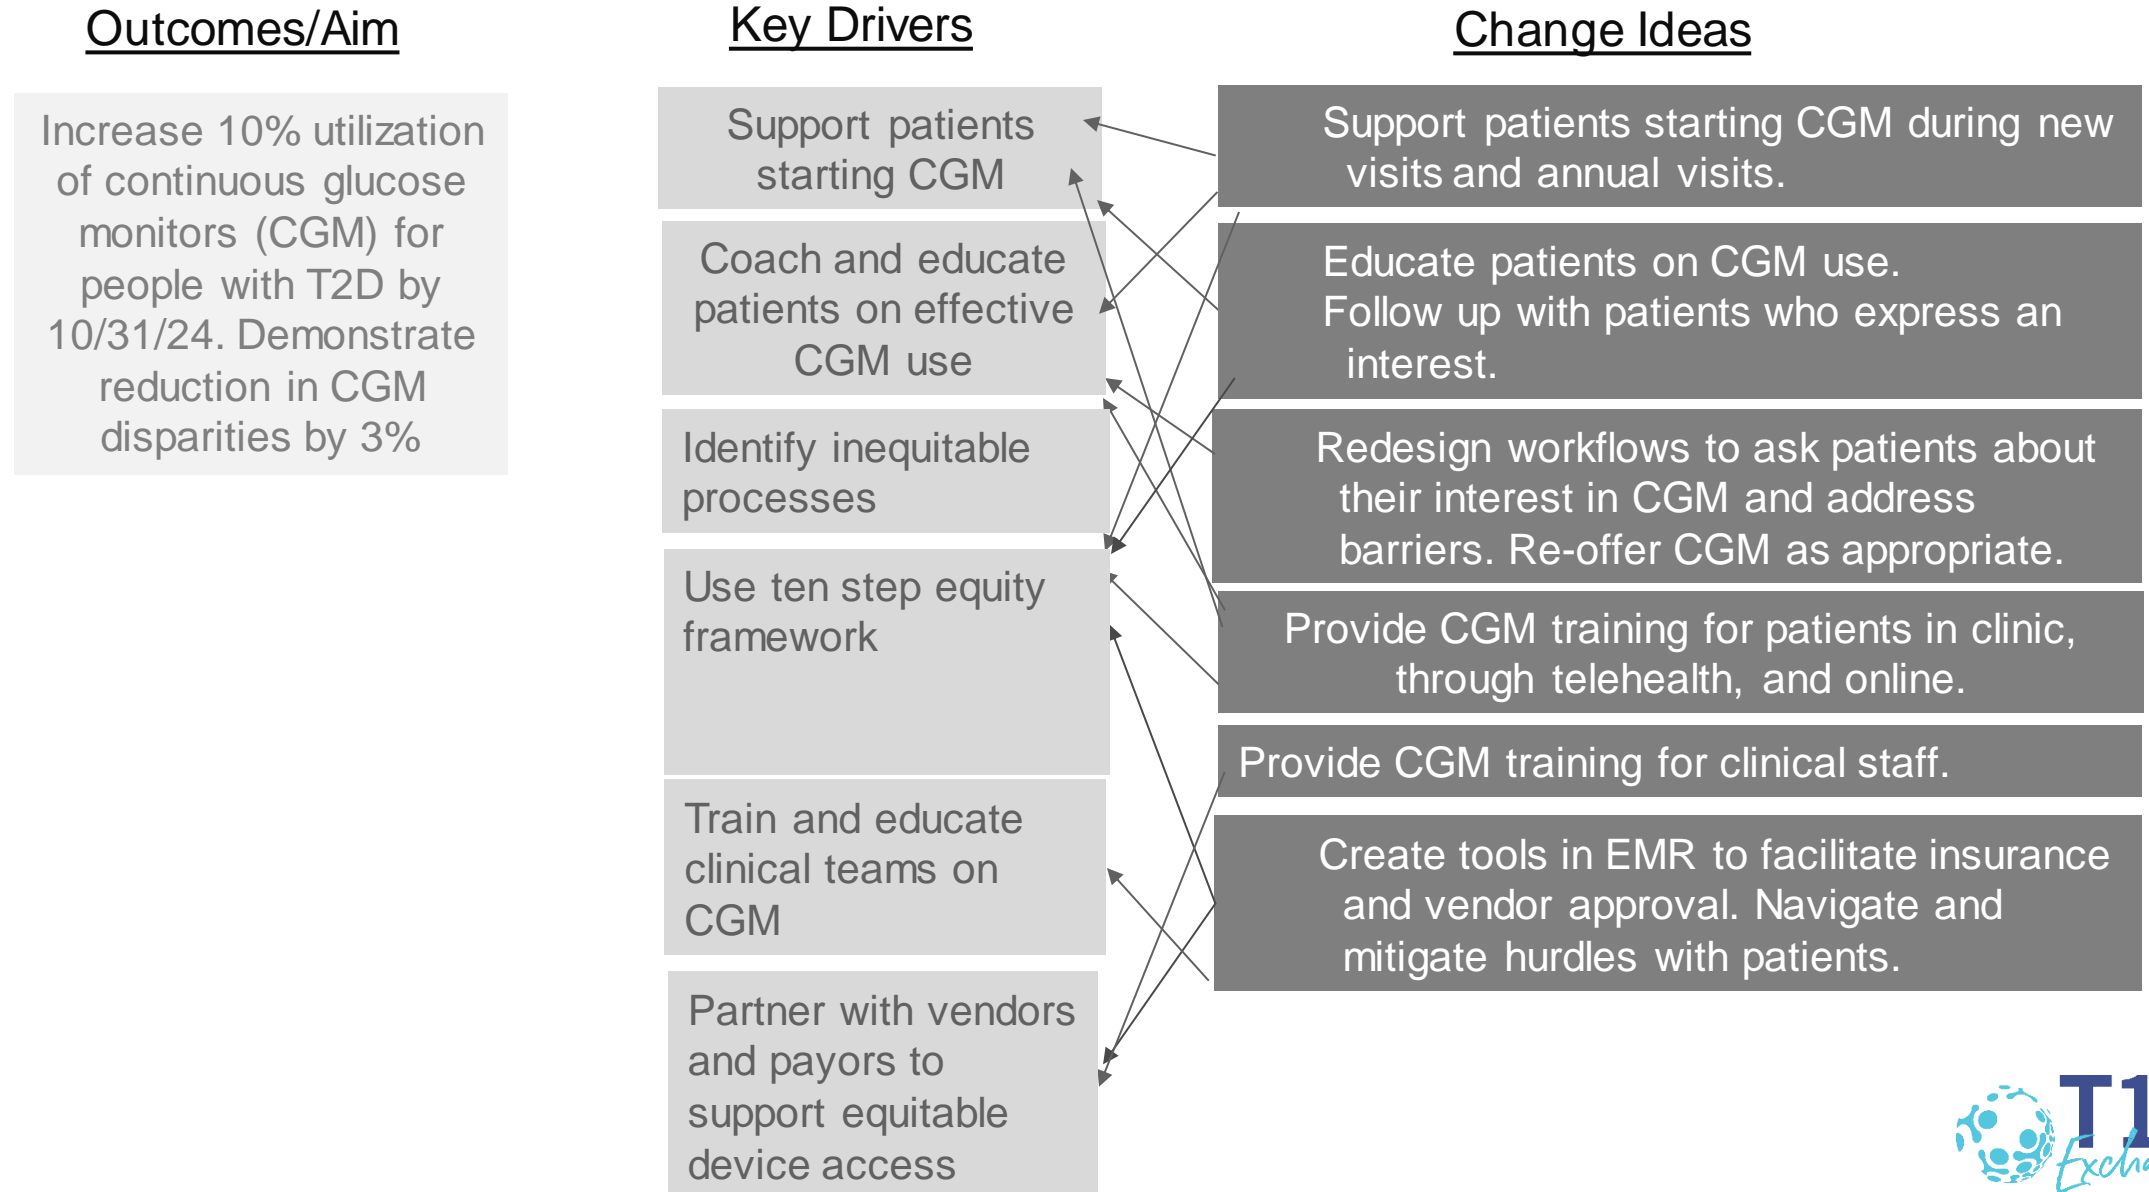 Outcomes/Aim
Increase 10% utilization
of continuous glucose
monitors (CGM) for
people with T2D by
10/31/24. Demonstrate
reduction in CGM
disparities by 3%
Key Drivers
Support patients
starting CGM
Coach and educate
patients on effective
CGM use
Identify inequitable
processes
Use ten step equity
framework
Train and educate
clinical teams on
CGM
Partner with vendors
and payors to
support equitable
device access
Change Ideas
Support patients starting CGM during new
visits and annual visits.
Educate patients on CGM use.
Follow up with patients who express an
interest.
Redesign workflows to ask patients about
their interest in CGM and address
barriers. Re-offer CGM as appropriate.
Provide CGM training for patients in clinic,
through telehealth, and online.
Provide CGM training for clinical staff.
Create tools in EMR to facilitate insurance
and vendor approval. Navigate and
mitigate hurdles with patients.
T1